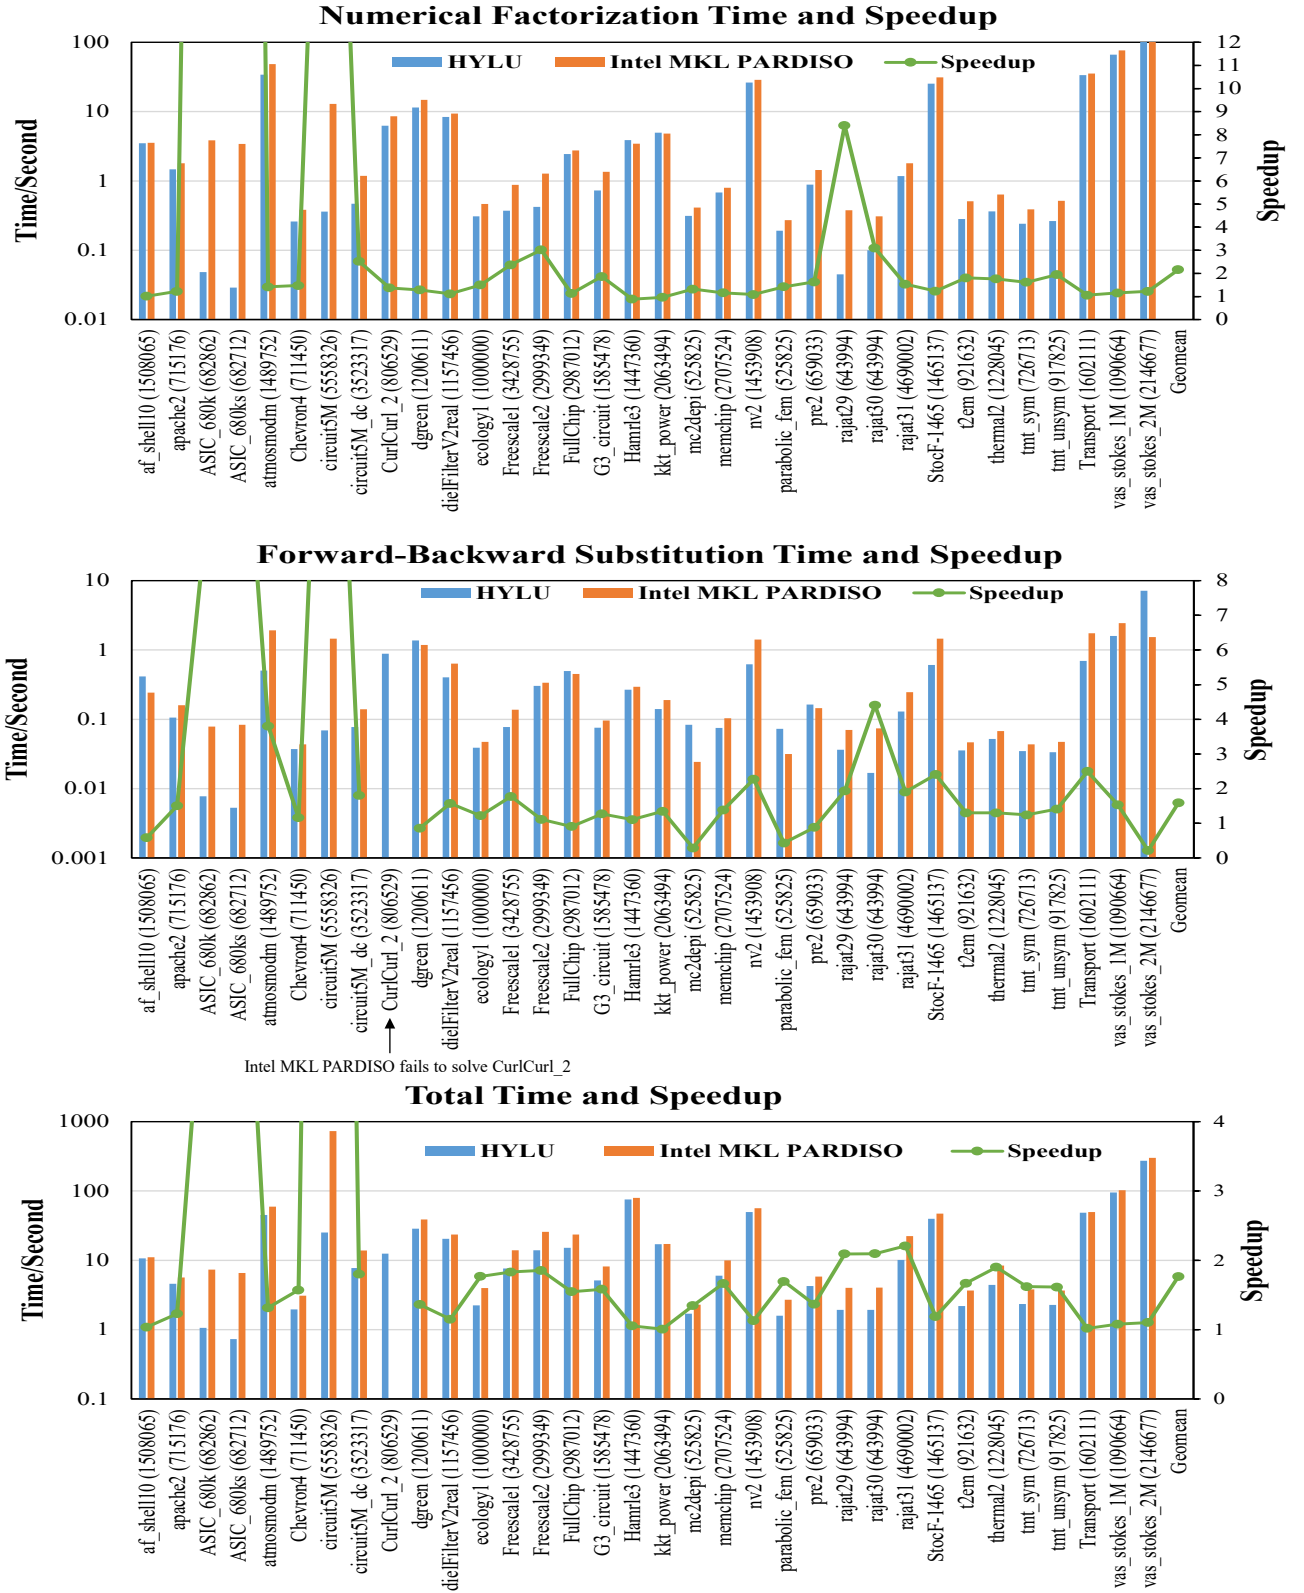 Numerical Factorization Time and Speedup
HYLU Intel MKL PARDISO Speedup
Time/Second
100
10
1
0.1
0.01
12
11
10
9
8
7
6
5
4
3
2
1
0
Speedup
af_shell10 (1508065)
apache2 (715176)
ASIC_680k (682862)
ASIC_680ks (682712)
atmosmodm (1489752)
Chevron4 (711450)
circuit5M (5558326)
circuit5M_dc (3523317)
CurlCurl_2 (806529)
dgreen (1200611)
dielFilterV2real (1157456)
ecology1 (1000000)
Freescale1 (3428755)
Freescale2 (2999349)
FullChip (2987012)
G3_circuit (1585478)
Hamrle3 (1447360)
kkt_power (2063494)
mc2depi (525825)
memchip (2707524)
nv2 (1453908)
parabolic_fem (525825)
pre2 (659033)
rajat29 (643994)
rajat30 (643994)
rajat31 (4690002)
StocF-1465 (1465137)
t2em (921632)
thermal2 (1228045)
tmt_sym (726713)
tmt_unsym (917825)
Transport (1602111)
vas_stokes_1M (1090664)
vas_stokes_2M (2146677)
Geomean
Forward-Backward Substitution Time and Speedup
HYLU Intel MKL PARDISO Speedup
Time/Second
10
1
0.1
0.01
0.001
8
7
6
5
4
3
2
1
0
Speedup
af_shell10 (1508065)
apache2 (715176)
ASIC_680k (682862)
ASIC_680ks (682712)
atmosmodm (1489752)
Chevron4 (711450)
circuit5M (5558326)
circuit5M_dc (3523317)
CurlCurl_2 (806529)
dgreen (1200611)
dielFilterV2real (1157456)
ecology1 (1000000)
Freescale1 (3428755)
Freescale2 (2999349)
FullChip (2987012)
G3_circuit (1585478)
Hamrle3 (1447360)
kkt_power (2063494)
mc2depi (525825)
memchip (2707524)
nv2 (1453908)
parabolic_fem (525825)
pre2 (659033)
rajat29 (643994)
rajat30 (643994)
rajat31 (4690002)
StocF-1465 (1465137)
t2em (921632)
thermal2 (1228045)
tmt_sym (726713)
tmt_unsym (917825)
Transport (1602111)
vas_stokes_1M (1090664)
vas_stokes_2M (2146677)
Geomean
Intel MKL PARDISO fails to solve CurlCurl_2
Total Time and Speedup
HYLU Intel MKL PARDISO Speedup
Time/Second
1000
100
10
1
0.1
4
3
2
1
0
Speedup
af_shell10 (1508065)
apache2 (715176)
ASIC_680k (682862)
ASIC_680ks (682712)
atmosmodm (1489752)
Chevron4 (711450)
circuit5M (5558326)
circuit5M_dc (3523317)
CurlCurl_2 (806529)
dgreen (1200611)
dielFilterV2real (1157456)
ecology1 (1000000)
Freescale1 (3428755)
Freescale2 (2999349)
FullChip (2987012)
G3_circuit (1585478)
Hamrle3 (1447360)
kkt_power (2063494)
mc2depi (525825)
memchip (2707524)
nv2 (1453908)
parabolic_fem (525825)
pre2 (659033)
rajat29 (643994)
rajat30 (643994)
rajat31 (4690002)
StocF-1465 (1465137)
t2em (921632)
thermal2 (1228045)
tmt_sym (726713)
tmt_unsym (917825)
Transport (1602111)
vas_stokes_1M (1090664)
vas_stokes_2M (2146677)
Geomean